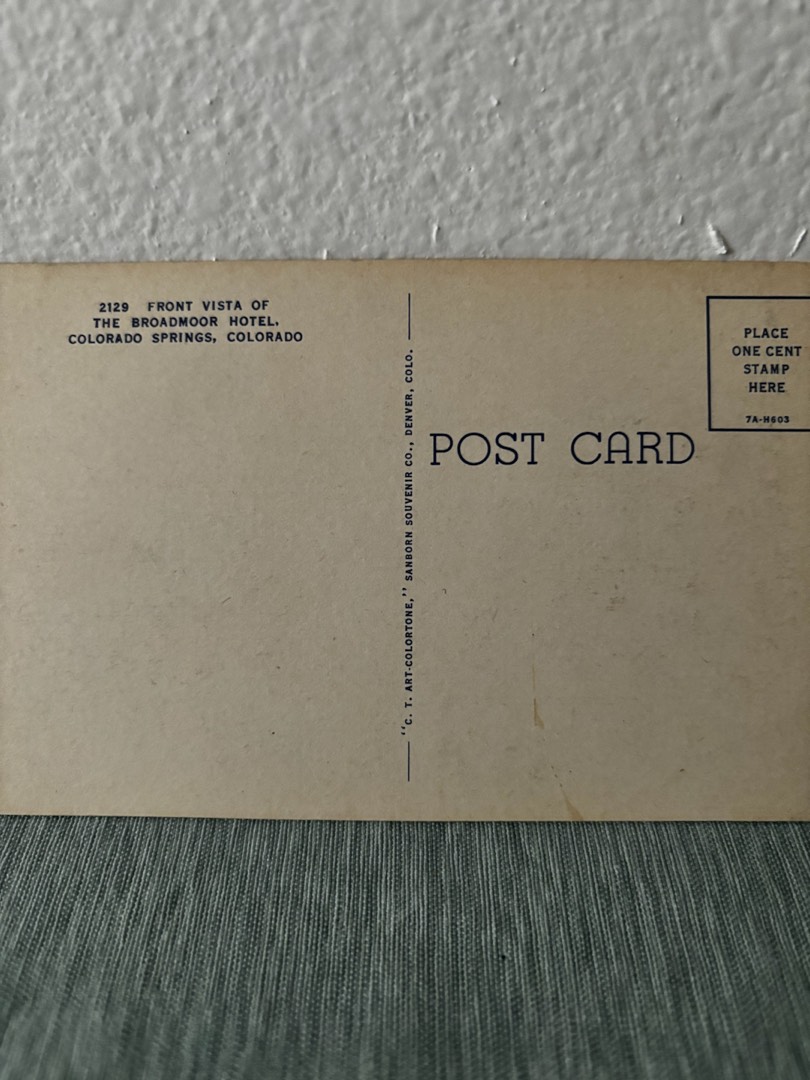 2129 FRONT VISTA OF
THE BROADMOOR HOTEL,
COLORADO SPRINGS, COLORADO
"C. T. ART-COLORTONE," SANBORN SOUVENIR CO., DENVER, COLO.
POST CARD
PLACE
ONE CENT
STAMP
HERE
7A-H603